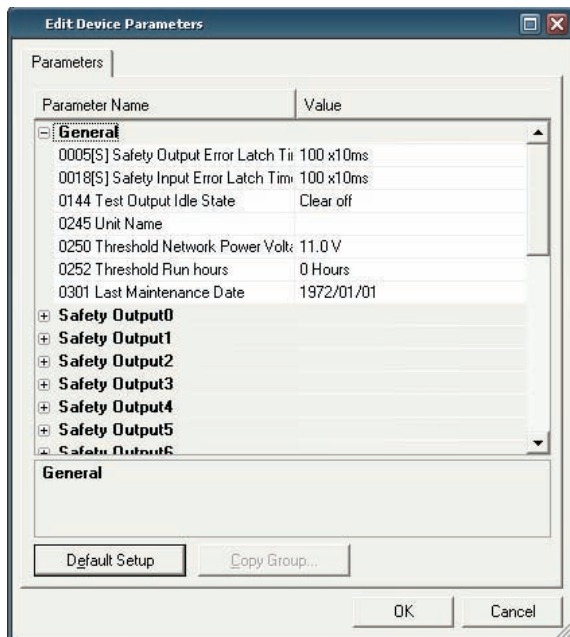 Edit Device Parameters
Parameters
Parameter Name Value
General
0005[S] Safety Output Error Latch Ti 100 x10ms
0018[S] Safety Input Error Latch Tim 100 x10ms
0144 Test Output Idle State Clear off
0245 Unit Name
0250 Threshold Network Power Volta 11.0 V
0252 Threshold Run hours 0 Hours
0301 Last Maintenance Date 1972/01/01
Safety Output0
Safety Output1
Safety Output2
Safety Output3
Safety Output4
Safety Output5
Safety Output6
General
Default Setup Copy Group...
OK Cancel